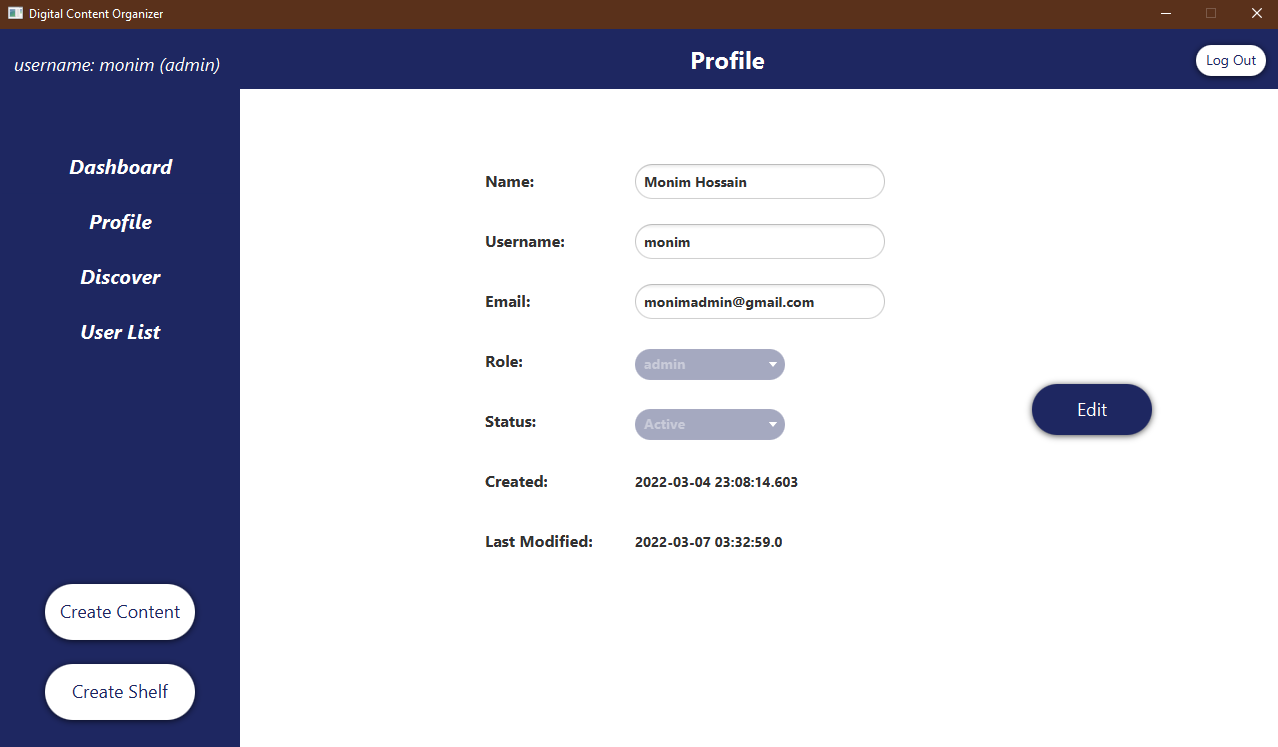 Digital Content Organizer
username: monim (admin)
Profile
Log Out
Dashboard
Profile
Discover
User List
Create Content
Create Shelf
Name: Monim Hossain
Username: monim
Email: monimadmin@gmail.com
Role: admin
Status: Active
Created: 2022-03-04 23:08:14.603
Last Modified: 2022-03-07 03:32:59.0
Edit